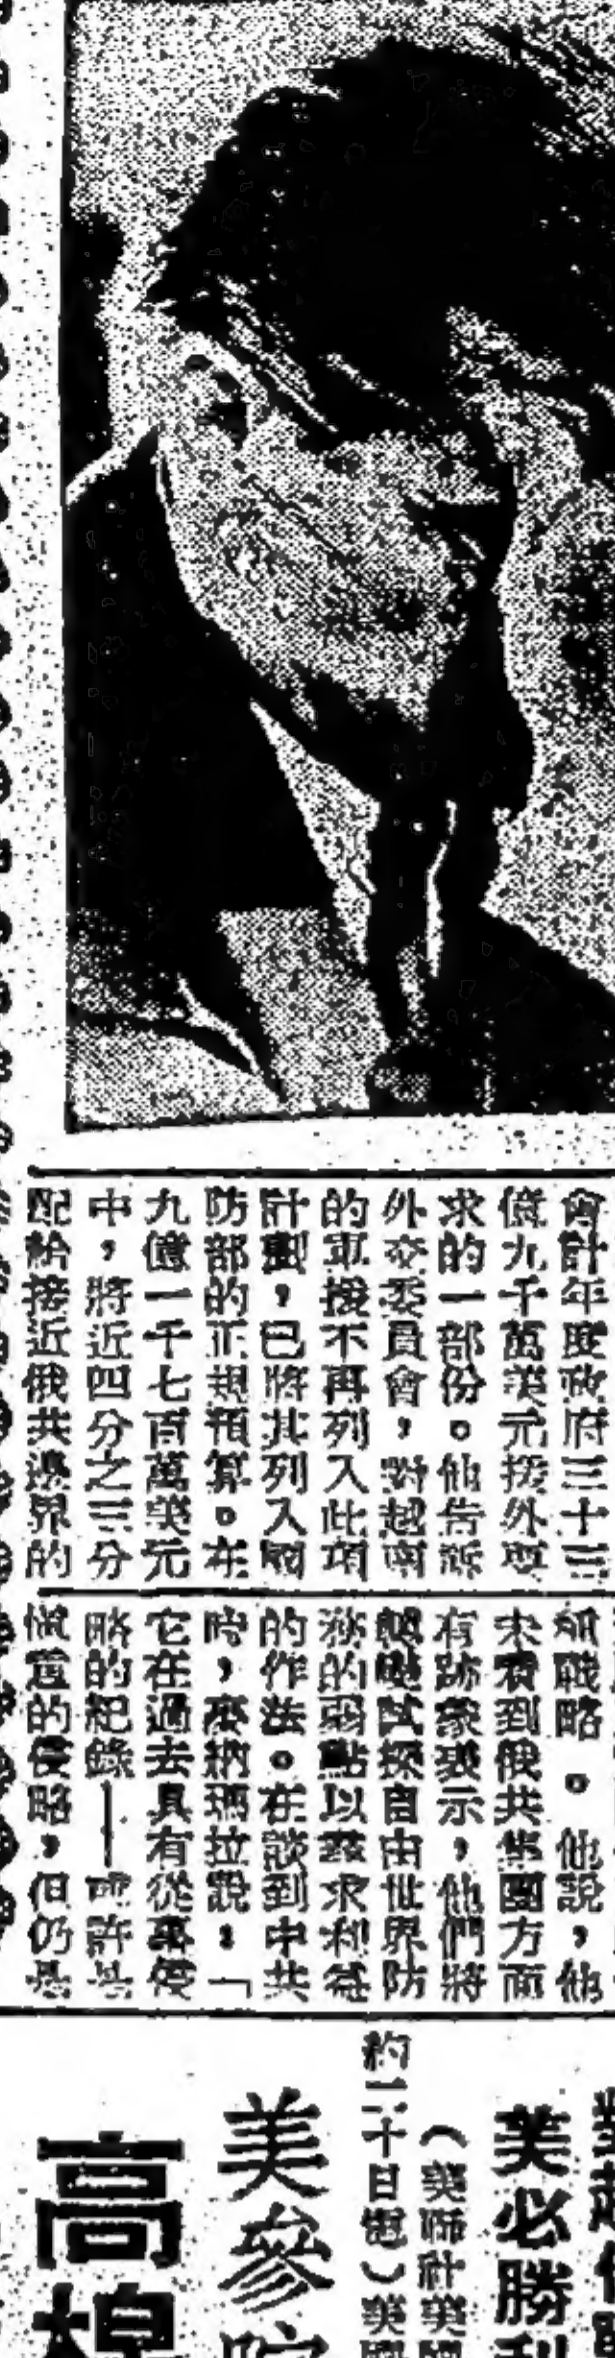 會計年度政府三十三
億九千萬美元援外要
求的一部份。他告訴
外交委員會,對越南
的軍援不再列入此項
計劃,已將其列入國
防部的正規預算。在
九億一千七百萬美元
中,將近四分之三分
配給接近俄共邊界的
戰略。他說,他
未看到俄共集團方面
有跡象表示,他們將
試探自由世界防
務的弱點以謀求利益
的作法。在談到中共
時,麥納瑪拉說:「
它在過去具有從事侵
略的紀錄——或許是
慎重的侵略,但仍是
美必勝利
(美聯社美國
約二十日電)美國
美參院
高棉